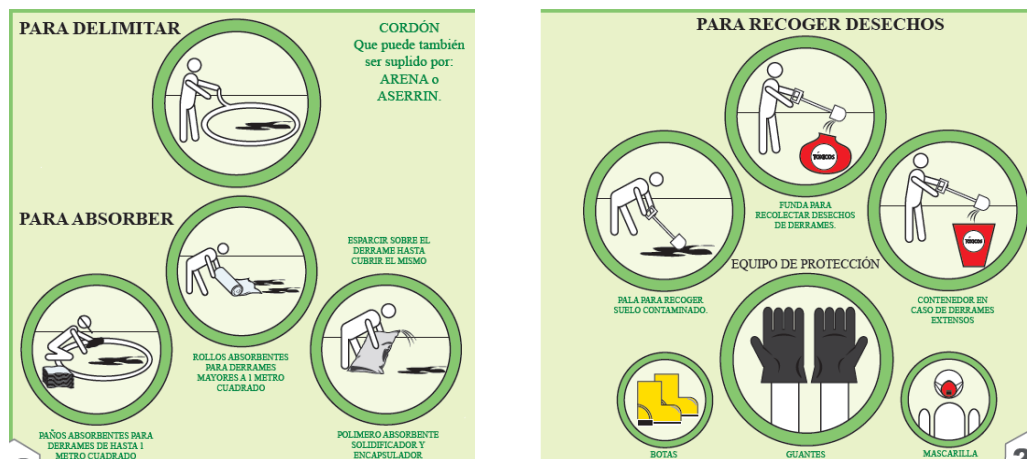 PARA DELIMITAR
CORDÓN
Que puede también
ser suplido por:
ARENA o
ASERRIN.
PARA ABSORBER
ESPARCIR SOBRE EL
DERRAME HASTA
CUBRIR EL MISMO
ROLLOS ABSORBENTES
PARA DERRAMES
MAYORES A 1 METRO
CUADRADO
PAÑOS ABSORBENTES PARA
DERRAMES DE HASTA 1
METRO CUADRADO
POLIMERO ABSORBENTE
SOLIDIFICADOR Y
ENCAPSULADOR
PARA RECOGER DESECHOS
TÓXICOS
FUNDA PARA
RECOLECTAR DESECHOS
DE DERRAMES.
TÓXICOS
PALA PARA RECOGER
SUELO CONTAMINADO.
CONTENEDOR EN
CASO DE DERRAMES
EXTENSOS
EQUIPO DE PROTECCIÓN
BOTAS
GUANTES
MASCARILLA